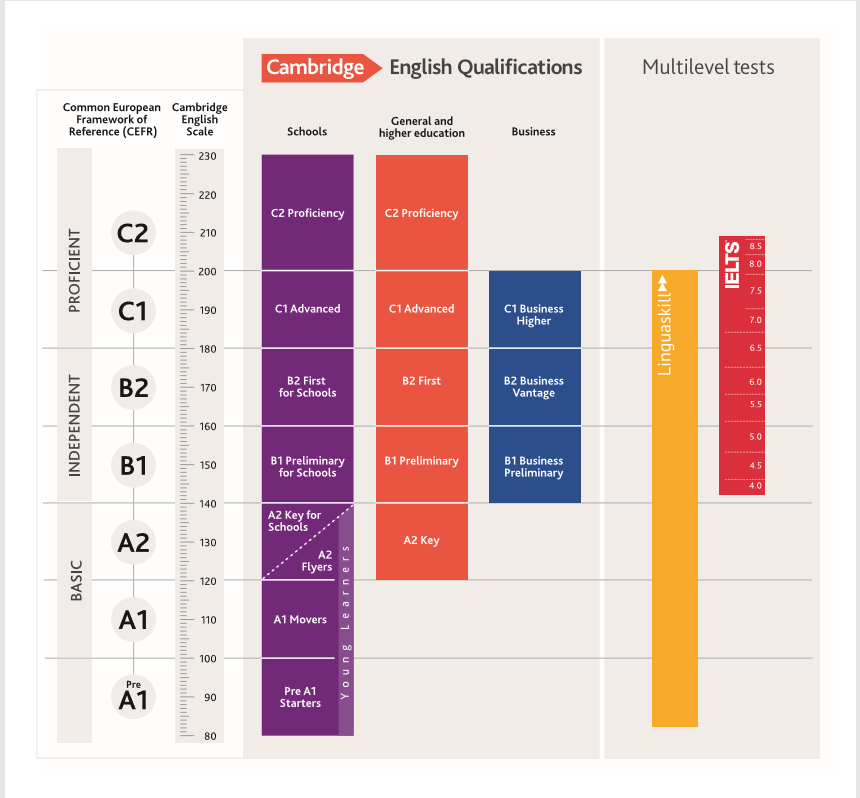 Cambridge English Qualifications
Multilevel tests
Common European
Framework of
Reference (CEFR)
Cambridge
English
Scale
Schools
General and
higher education
Business
PROFICIENT
INDEPENDENT
BASIC
C2
C1
B2
B1
A2
A1
Pre
A1
230
220
210
200
190
180
170
160
150
140
130
120
110
100
90
80
C2 Proficiency
C1 Advanced
B2 First
for Schools
B1 Preliminary
for Schools
A2 Key for
Schools
A2
Flyers
A1 Movers
Pre A1
Starters
Young Learners
C2 Proficiency
C1 Advanced
B2 First
B1 Preliminary
A2 Key
C1 Business
Higher
B2 Business
Vantage
B1 Business
Preliminary
Linguaskill
IELTS
8.5
8.0
7.5
7.0
6.5
6.0
5.5
5.0
4.5
4.0